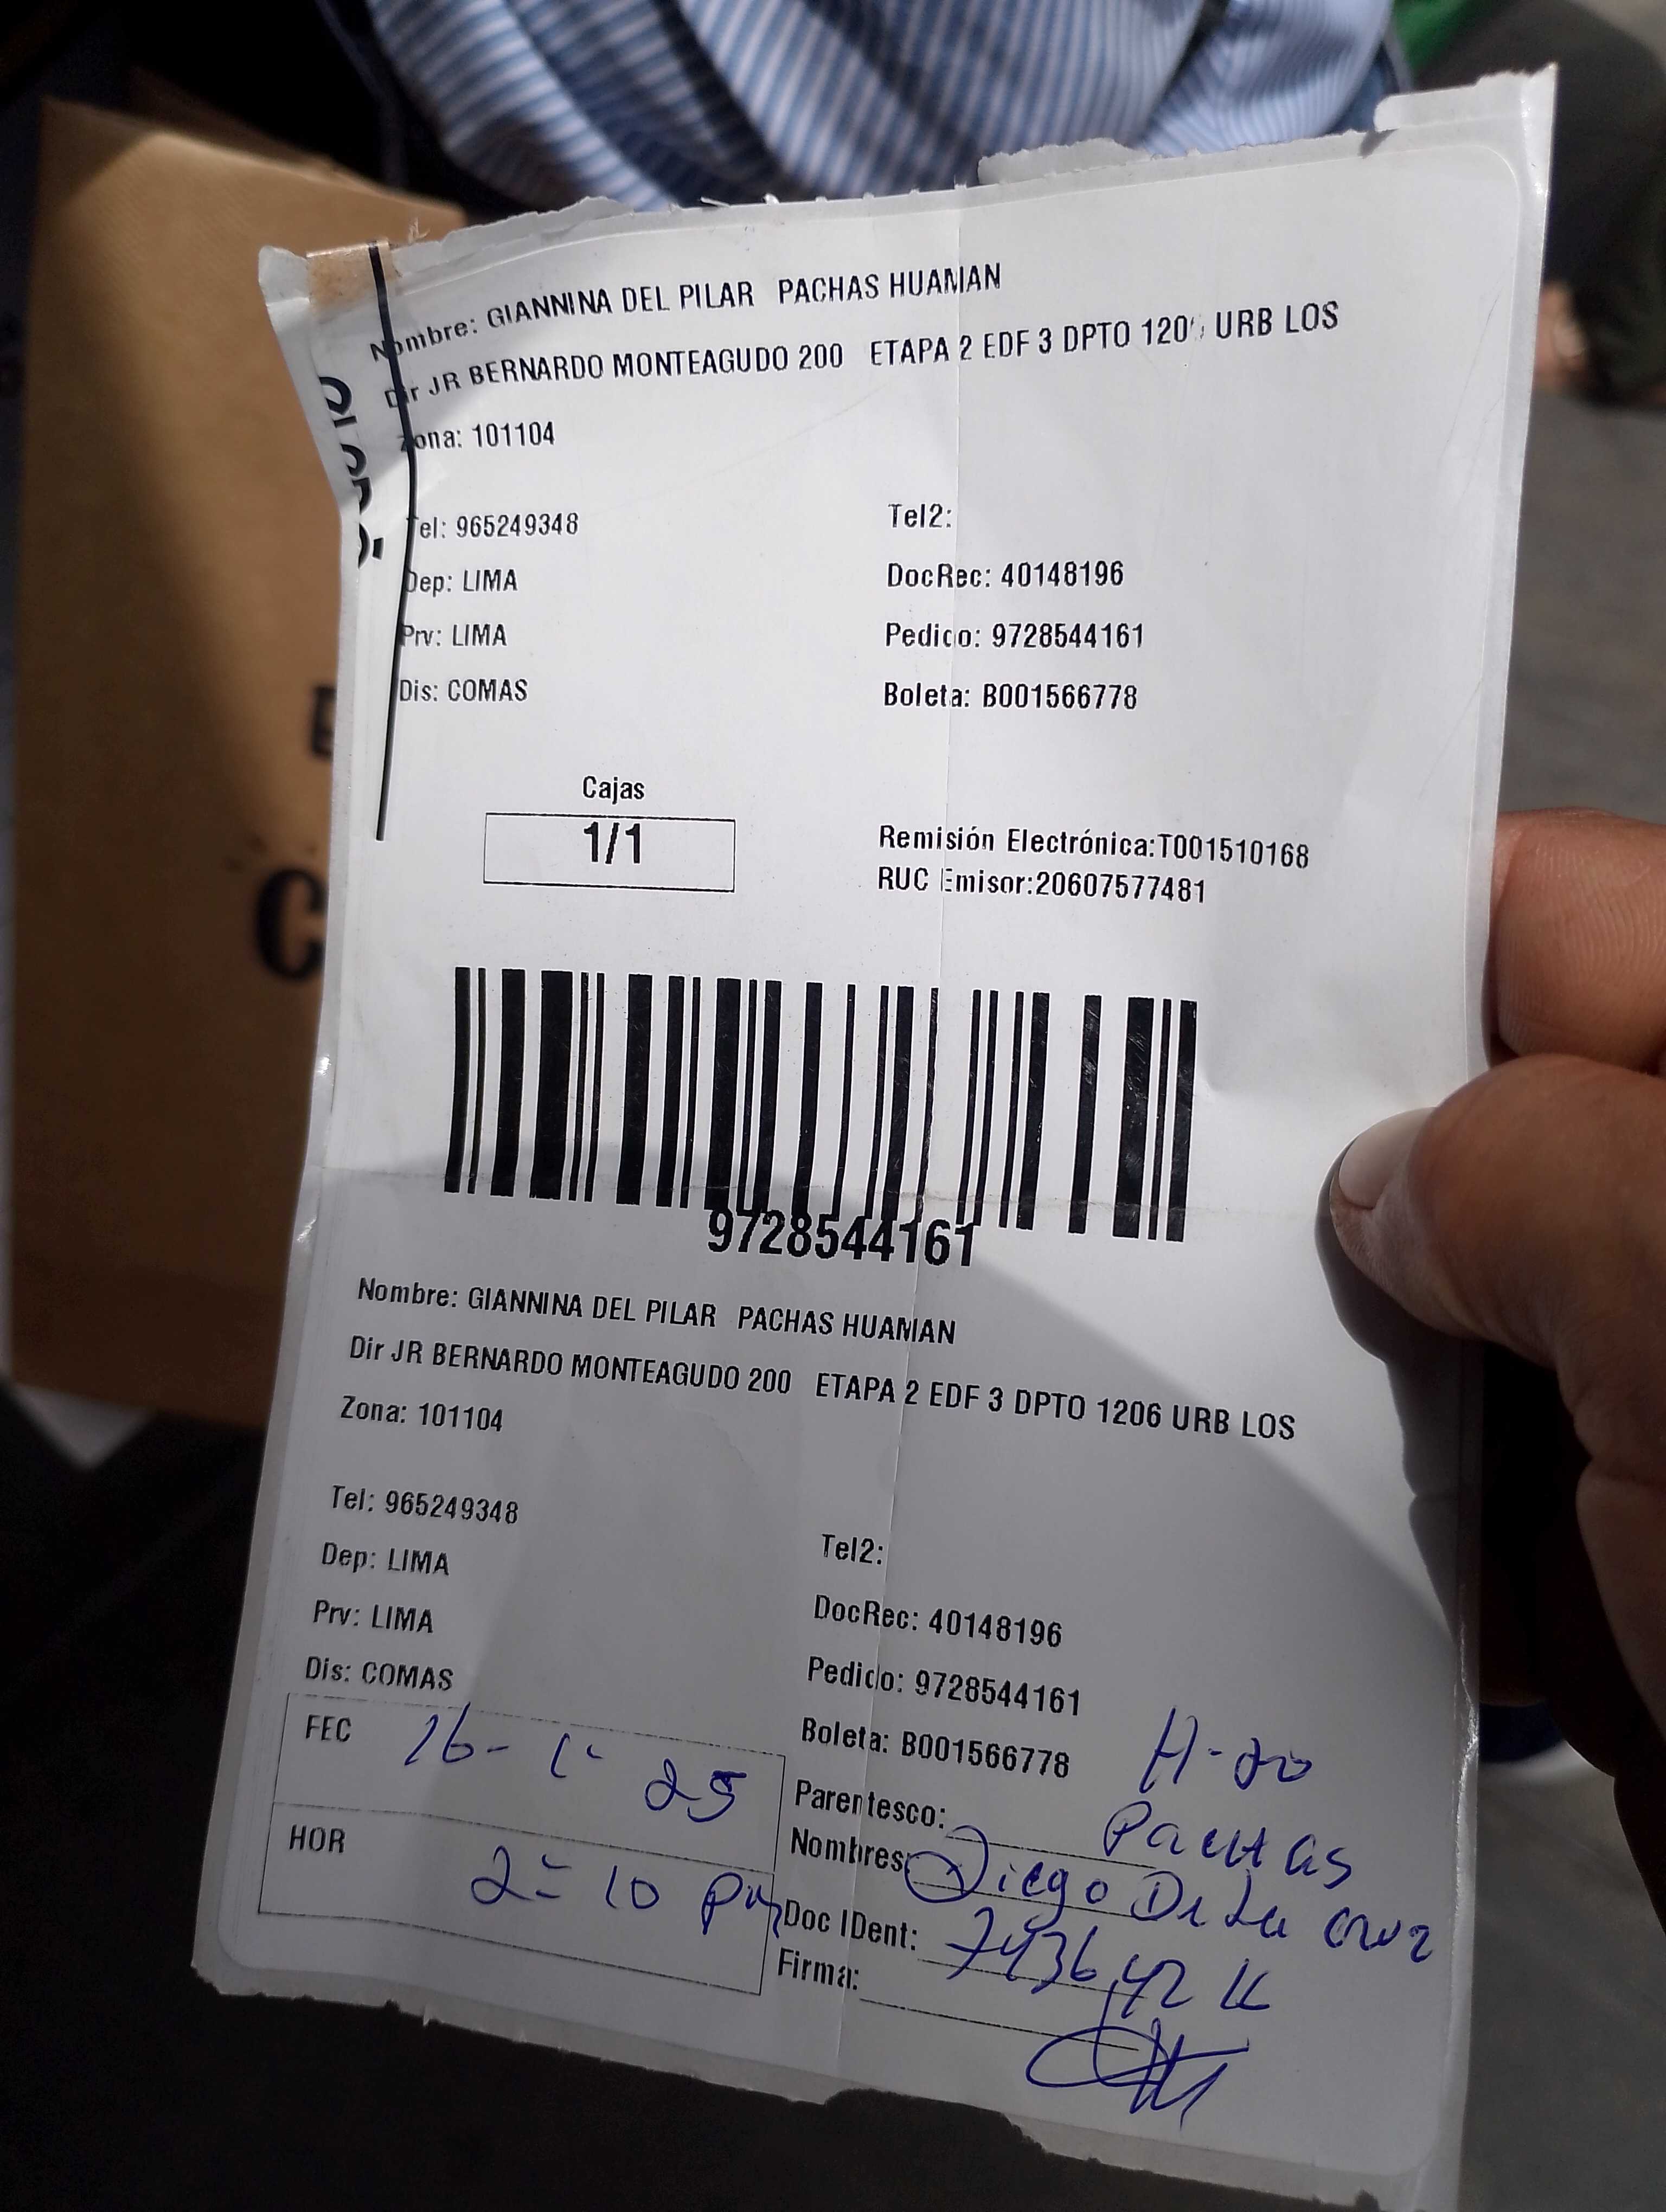 Nombre: GIANNINA DEL PILAR PACHAS HUAMAN
Dir JR BERNARDO MONTEAGUDO 200 ETAPA 2 EDF 3 DPTO 120 URB LOS
Zona: 101104
Tel: 965249348
Tel2:
Dep: LIMA
DocRec: 40148196
Prv: LIMA
Pedido: 9728544161
Dis: COMAS
Boleta: B001566778
Cajas
1/1
Remisión Electrónica:T001510168
RUC Emisor:20607577481
9728544161
Nombre: GIANNINA DEL PILAR PACHAS HUAMAN
Dir JR BERNARDO MONTEAGUDO 200 ETAPA 2 EDF 3 DPTO 1206 URB LOS
Zona: 101104
Tel: 965249348
Tel2:
Dep: LIMA
DocRec: 40148196
Prv: LIMA
Pedido: 9728544161
Dis: COMAS
Boleta: B001566778
FEC 
Parentesco:
Pachas
Nombres: Diego De La Cruz
HOR 2:10 pm
Doc IDent:
Firma: